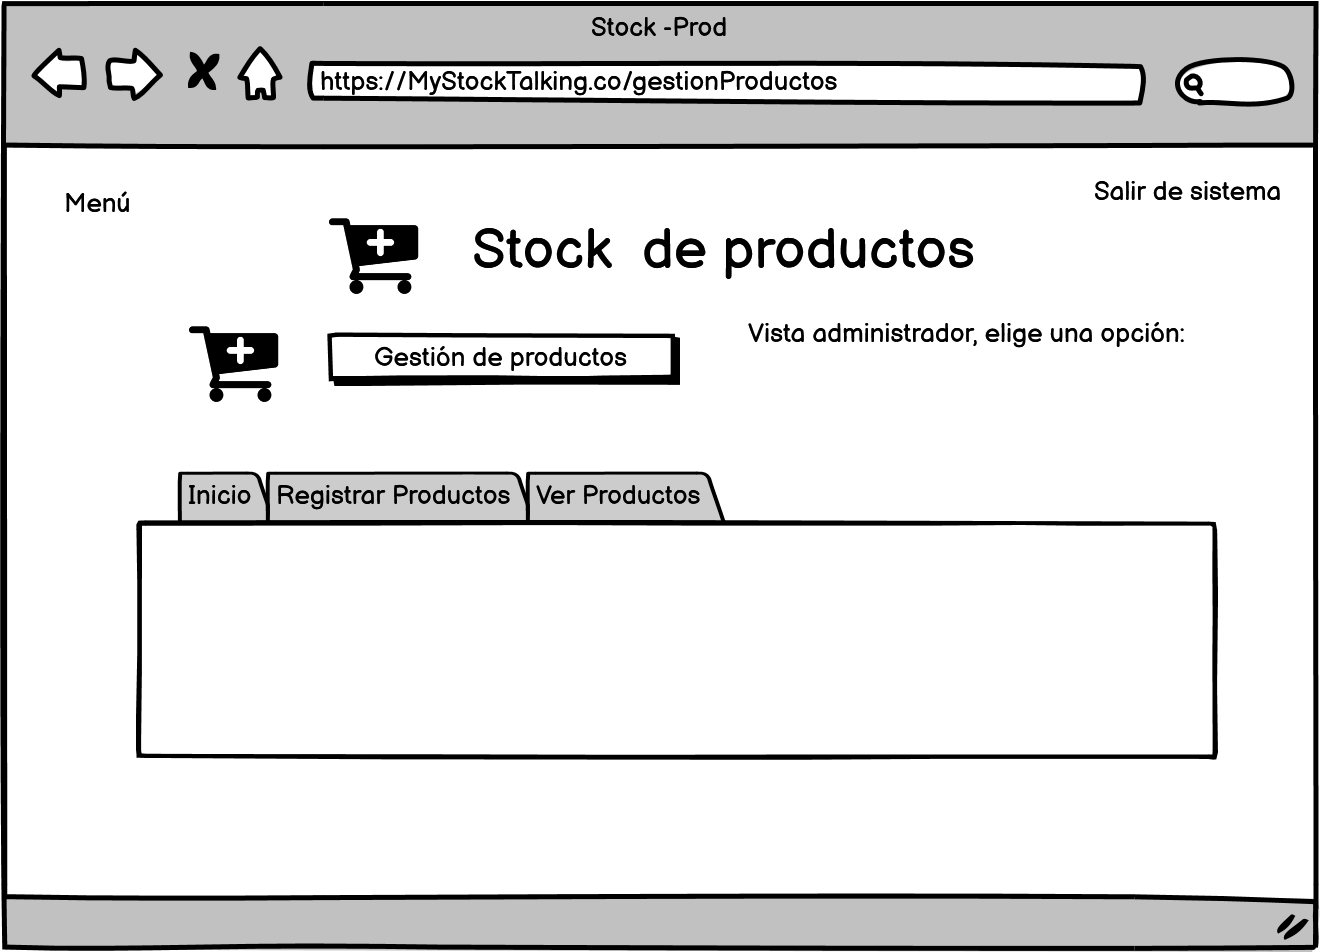 Stock -Prod
https://MyStockTalking.co/gestionProductos
Menú
Salir de sistema
Stock de productos
Gestión de productos
Vista administrador, elige una opción:
Inicio
Registrar Productos
Ver Productos